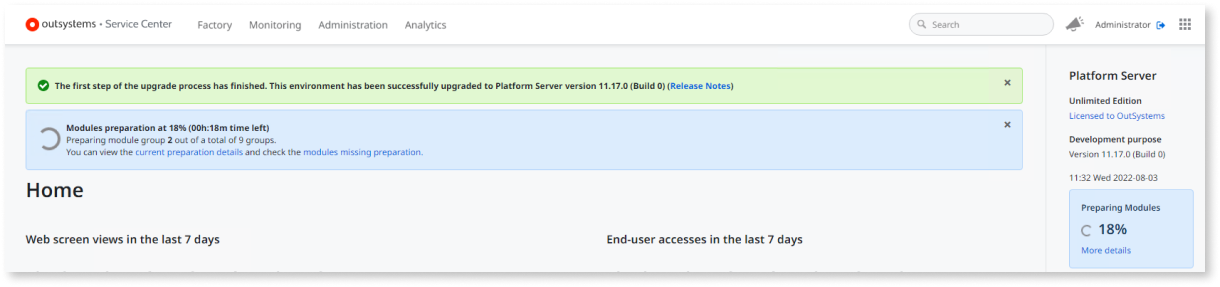 outsystems • Service Center Factory Monitoring Administration Analytics Search Administrator
The first step of the upgrade process has finished. This environment has been successfully upgraded to Platform Server version 11.17.0 (Build 0) (Release Notes)
Modules preparation at 18% (00h:18m time left)
Preparing module group 2 out of a total of 9 groups.
You can view the current preparation details and check the modules missing preparation.
Home
Web screen views in the last 7 days
End-user accesses in the last 7 days
Platform Server
Unlimited Edition
Licensed to OutSystems
Development purpose
Version 11.17.0 (Build 0)
11:32 Wed 2022-08-03
Preparing Modules
18%
More details